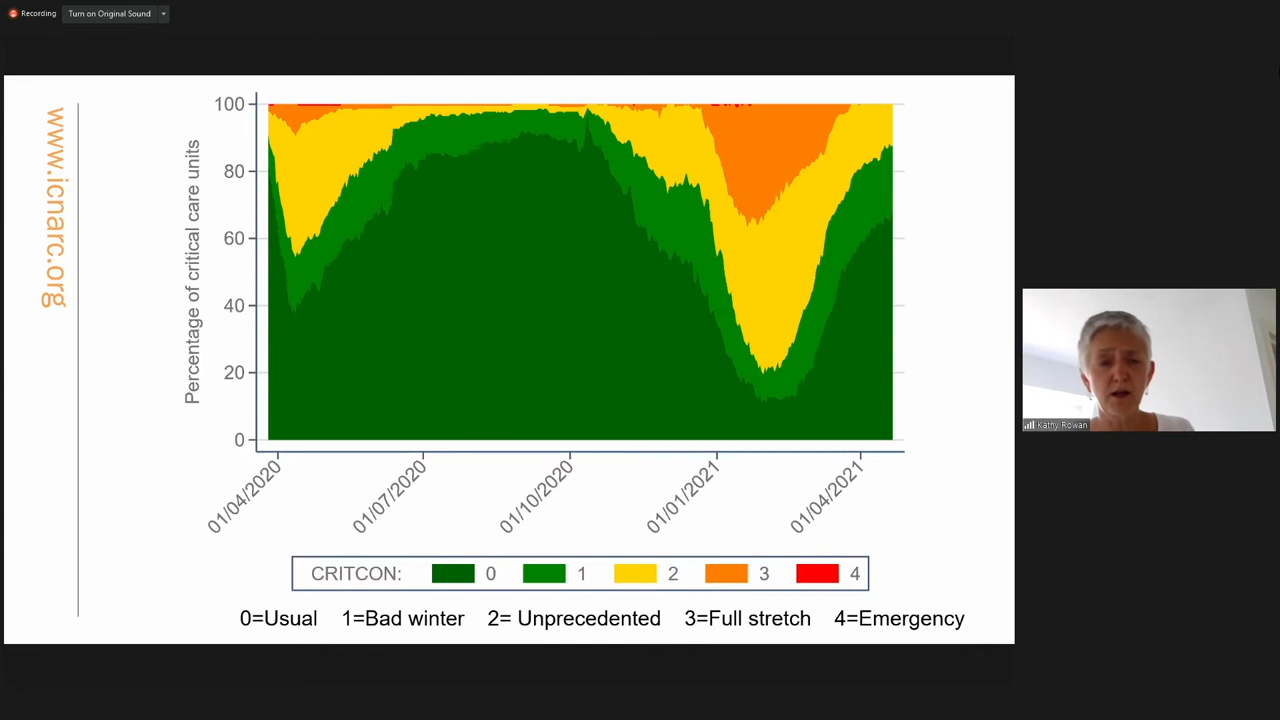 Recording
Turn on Original Sound
www.icnarc.org
Percentage of critical care units
100
80
60
40
20
0
01/04/2020
01/07/2020
01/10/2020
01/01/2021
01/04/2021
CRITCON: 0 1 2 3 4
0=Usual 1=Bad winter 2= Unprecedented 3=Full stretch 4=Emergency
Kathy Rowan